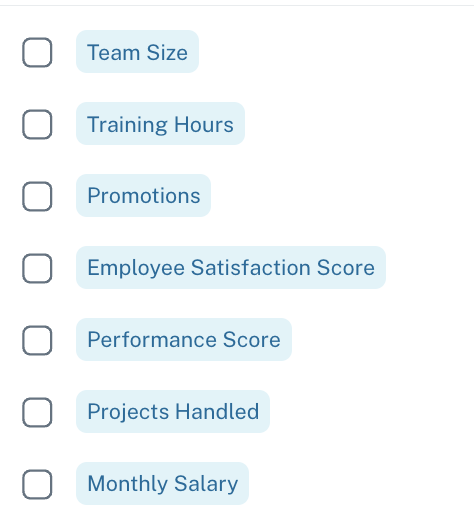 Team Size
Training Hours
Promotions
Employee Satisfaction Score
Performance Score
Projects Handled
Monthly Salary